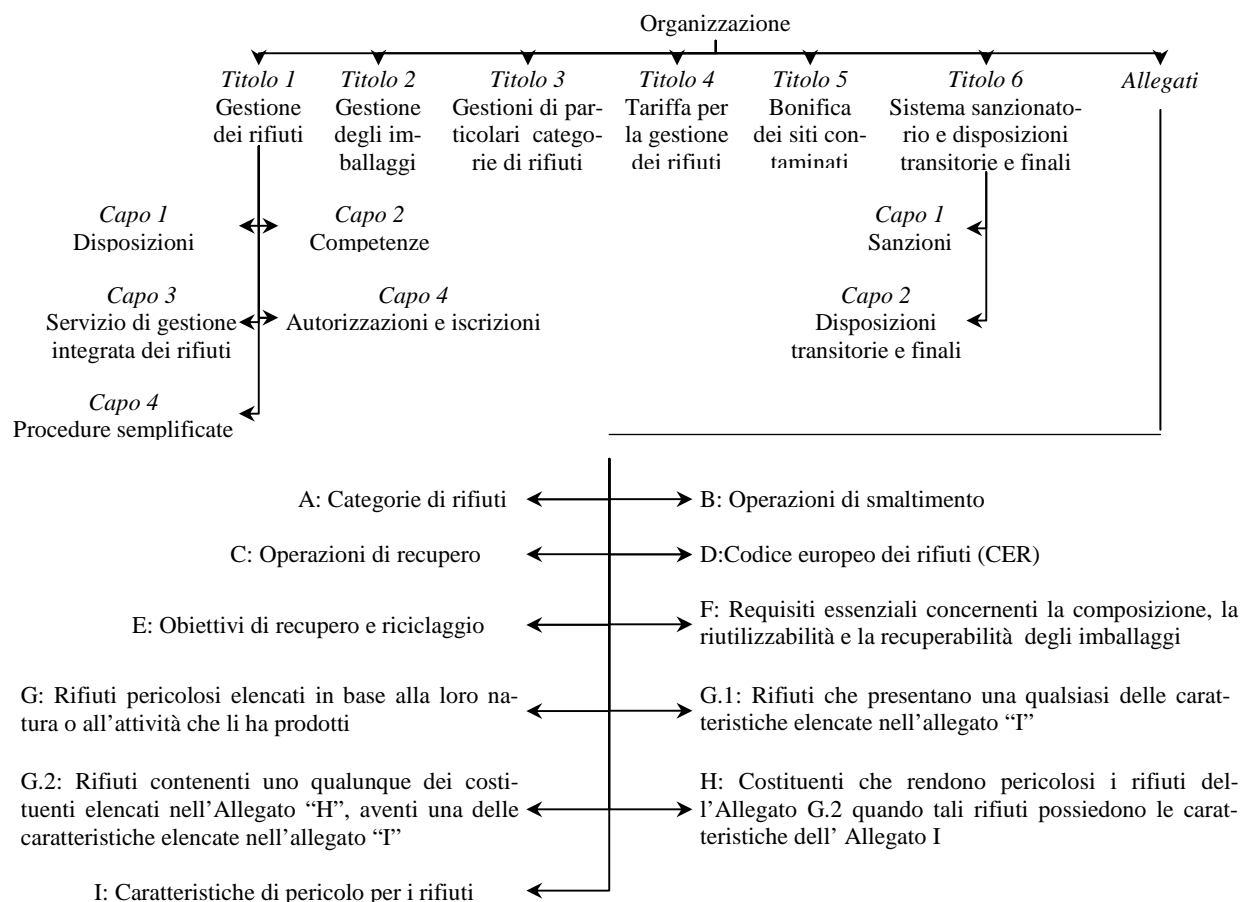 Organizzazione
Titolo 1
Gestione
dei rifiuti
Titolo 2
Gestione
degli im-
ballaggi
Titolo 3
Gestioni di par-
ticolari catego-
rie di rifiuti
Titolo 4
Tariffa per
la gestione
dei rifiuti
Titolo 5
Bonifica
dei siti con-
taminati
Titolo 6
Sistema sanzionato-
rio e disposizioni
transitorie e finali
Allegati
Capo 1
Disposizioni
Capo 2
Competenze
Capo 1
Sanzioni
Capo 3
Servizio di gestione
integrata dei rifiuti
Capo 4
Autorizzazioni e iscrizioni
Capo 2
Disposizioni
transitorie e finali
Capo 4
Procedure semplificate
A: Categorie di rifiuti
B: Operazioni di smaltimento
C: Operazioni di recupero
D:Codice europeo dei rifiuti (CER)
E: Obiettivi di recupero e riciclaggio
F: Requisiti essenziali concernenti la composizione, la
riutilizzabilità e la recuperabilità degli imballaggi
G: Rifiuti pericolosi elencati in base alla loro na-
tura o all’attività che li ha prodotti
G.1: Rifiuti che presentano una qualsiasi delle carat-
teristiche elencate nell’allegato “I”
G.2: Rifiuti contenenti uno qualunque dei costi-
tuenti elencati nell’Allegato “H”, aventi una delle
caratteristiche elencate nell’allegato “I”
H: Costituenti che rendono pericolosi i rifiuti del-
l’Allegato G.2 quando tali rifiuti possiedono le carat-
teristiche dell’ Allegato I
I: Caratteristiche di pericolo per i rifiuti